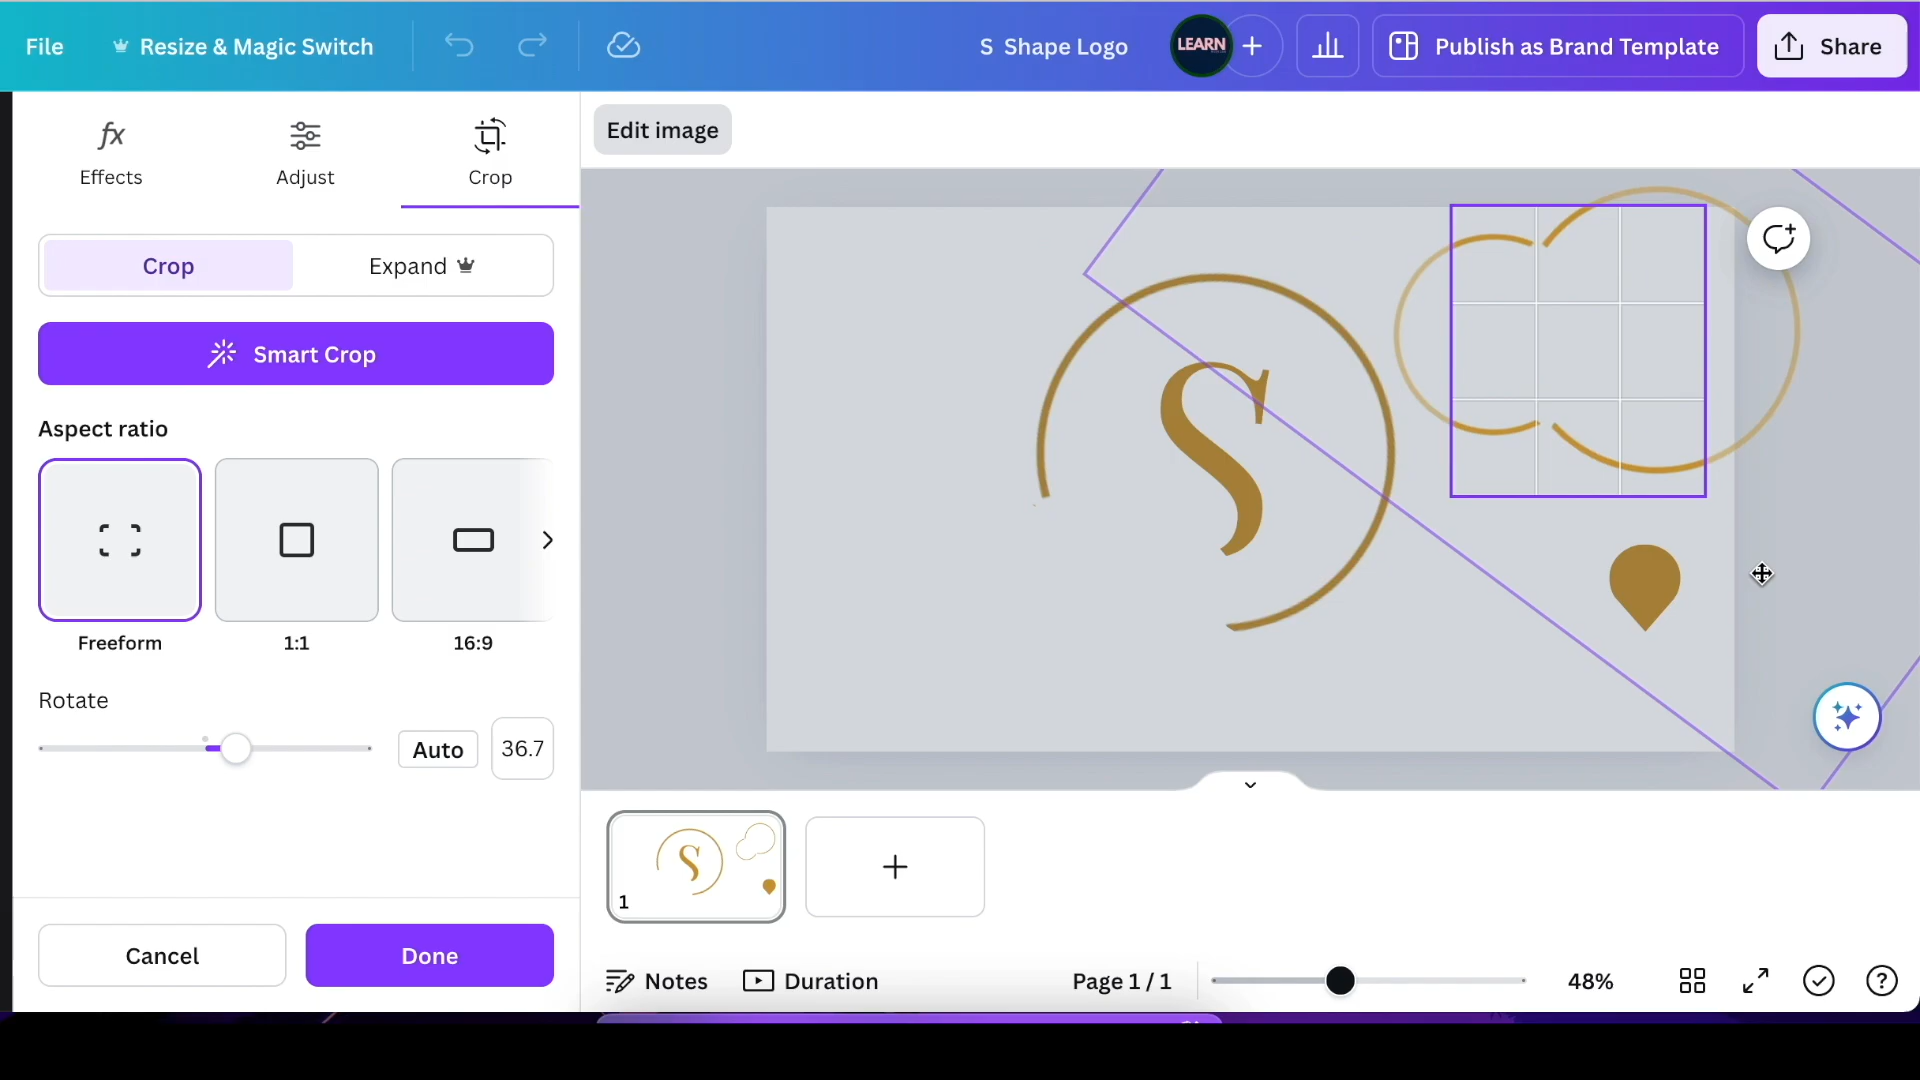 File
Resize & Magic Switch
S Shape Logo
LEARN
Publish as Brand Template
Share
fx
Effects
Adjust
Crop
Edit image
Crop
Expand
Smart Crop
Aspect ratio
Freeform
1:1
16:9
Rotate
Auto
36.7
Cancel
Done
S
S
1
Notes
Duration
Page 1 / 1
48%